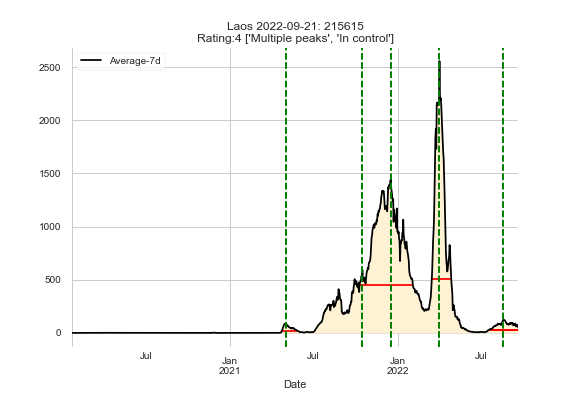 Laos 2022-09-21: 215615
Rating:4 ['Multiple peaks', 'In control']
Average-7d
2500
2000
1500
1000
500
0
Jul
Jan
2021
Jul
Jan
2022
Jul
Date